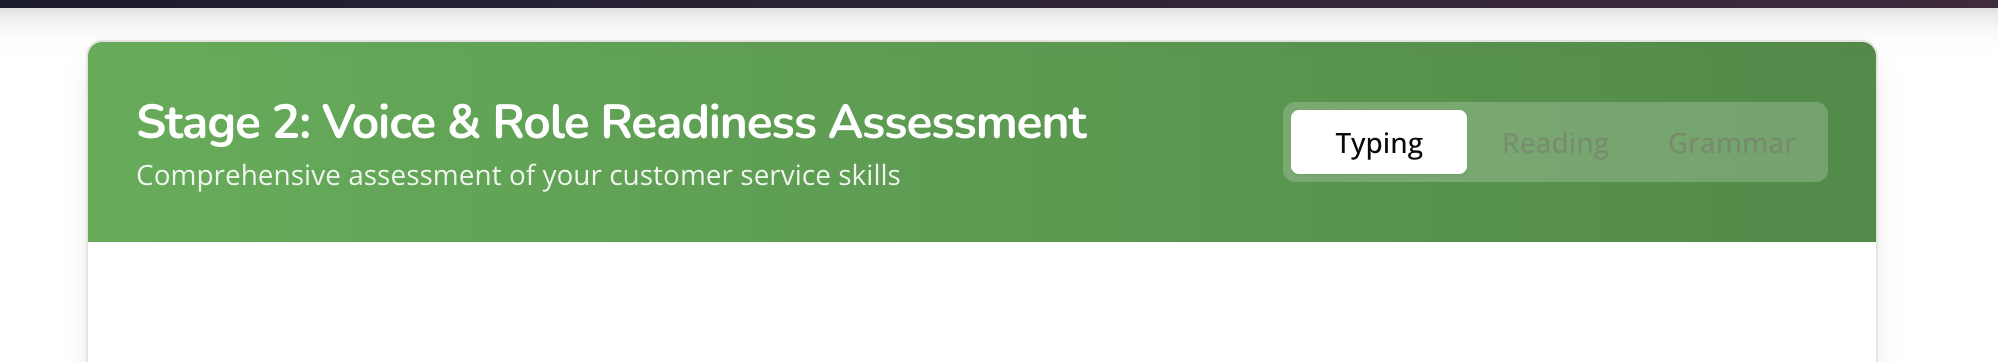 Stage 2: Voice & Role Readiness Assessment
Comprehensive assessment of your customer service skills
Typing Reading Grammar